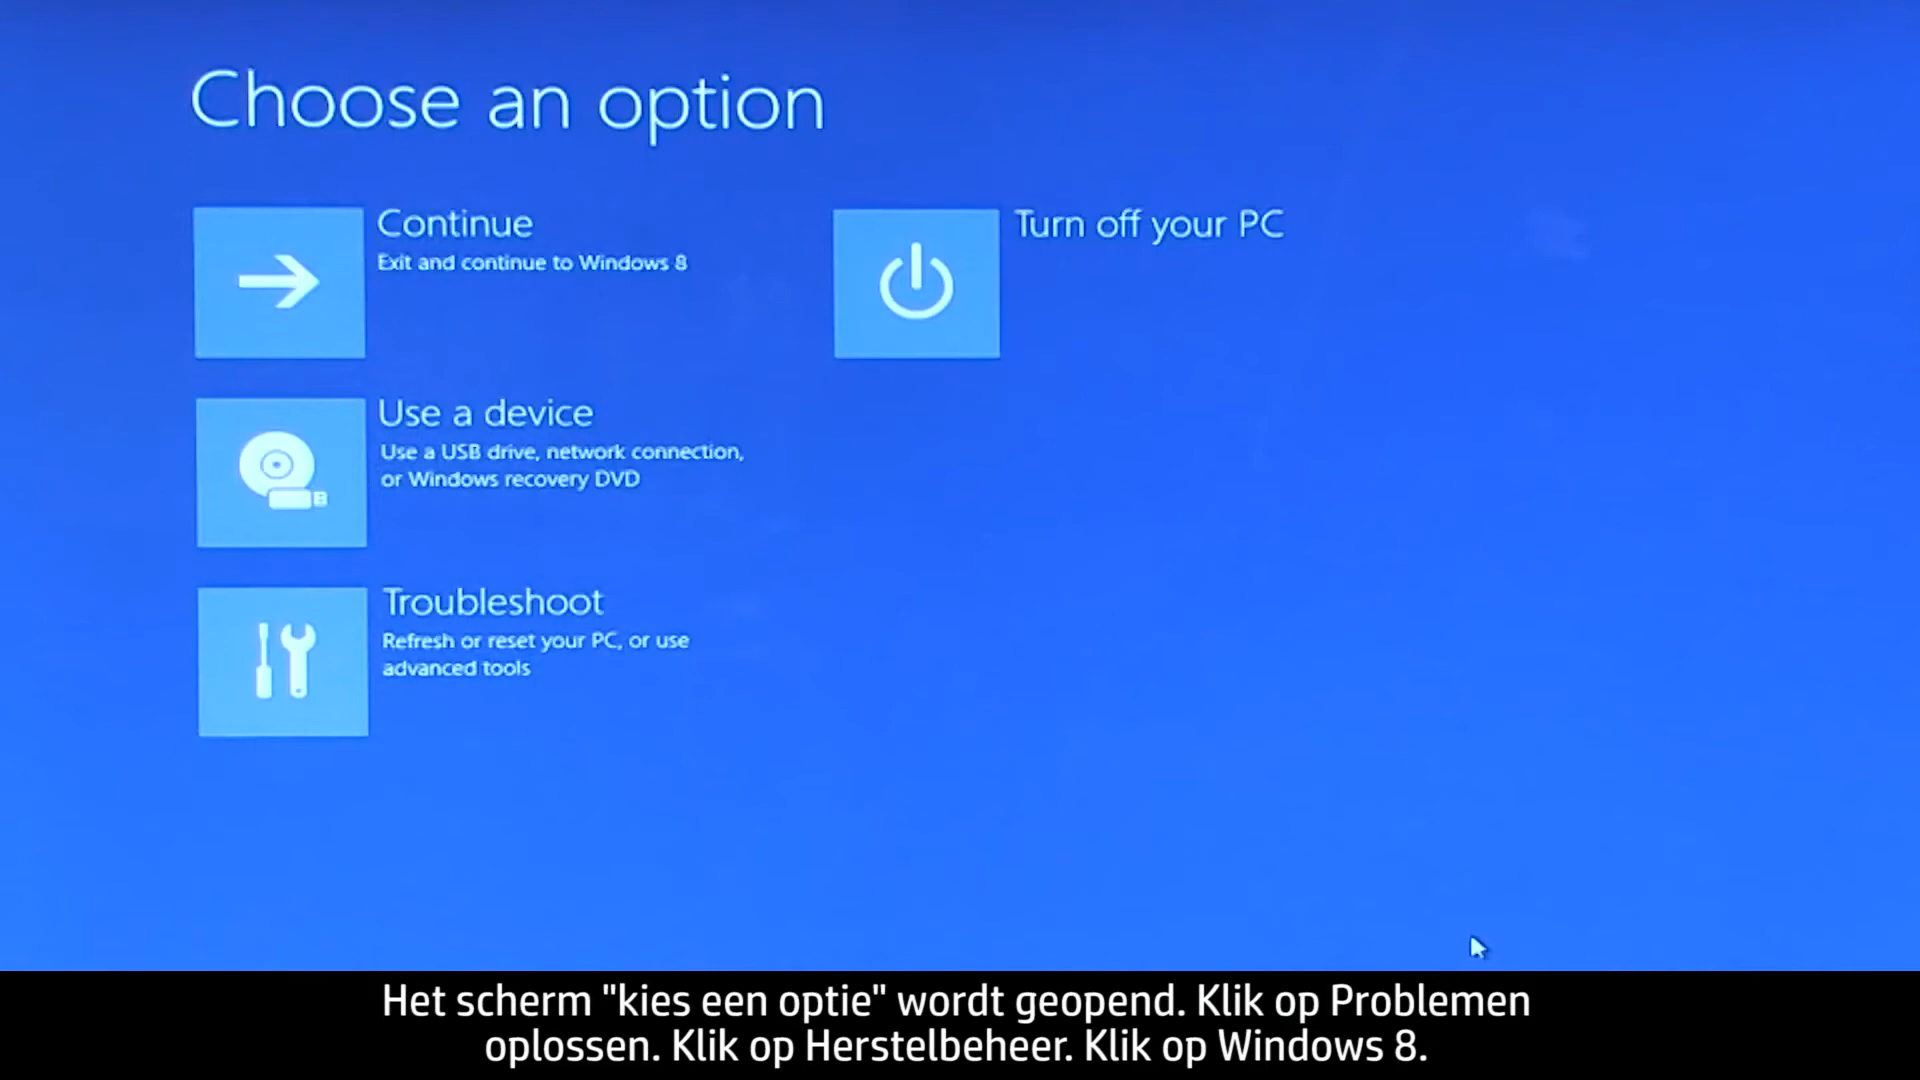 Choose an option
Continue
Exit and continue to Windows 8
Turn off your PC
Use a device
Use a USB drive, network connection,
or Windows recovery DVD
Troubleshoot
Refresh or reset your PC, or use
advanced tools
Het scherm "kies een optie" wordt geopend. Klik op Problemen
oplossen. Klik op Herstelbeheer. Klik op Windows 8.